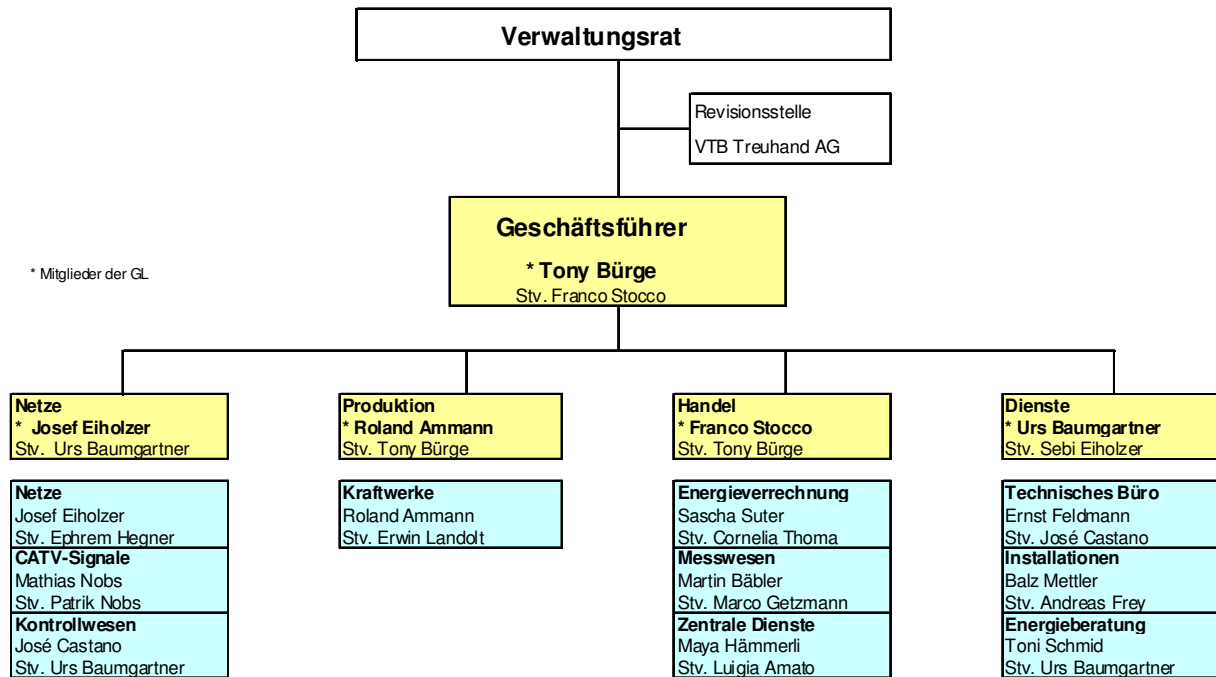 Verwaltungsrat
Revisionsstelle
VTB Treuhand AG
Geschäftsführer
* Tony Bürge
Stv. Franco Stocco
* Mitglieder der GL
Netze
* Josef Eiholzer
Stv. Urs Baumgartner
Produktion
* Roland Ammann
Stv. Tony Bürge
Handel
* Franco Stocco
Stv. Tony Bürge
Dienste
* Urs Baumgartner
Stv. Sebi Eiholzer
Netze
Josef Eiholzer
Stv. Ephrem Hegner
CATV-Signale
Mathias Nobs
Stv. Patrik Nobs
Kontrollwesen
José Castano
Stv. Urs Baumgartner
Kraftwerke
Roland Ammann
Stv. Erwin Landolt
Energieverrechnung
Sascha Suter
Stv. Cornelia Thoma
Messwesen
Martin Bäbler
Stv. Marco Getzmann
Zentrale Dienste
Maya Hämmerli
Stv. Luigia Amato
Technisches Büro
Ernst Feldmann
Stv. José Castano
Installationen
Balz Mettler
Stv. Andreas Frey
Energieberatung
Toni Schmid
Stv. Urs Baumgartner